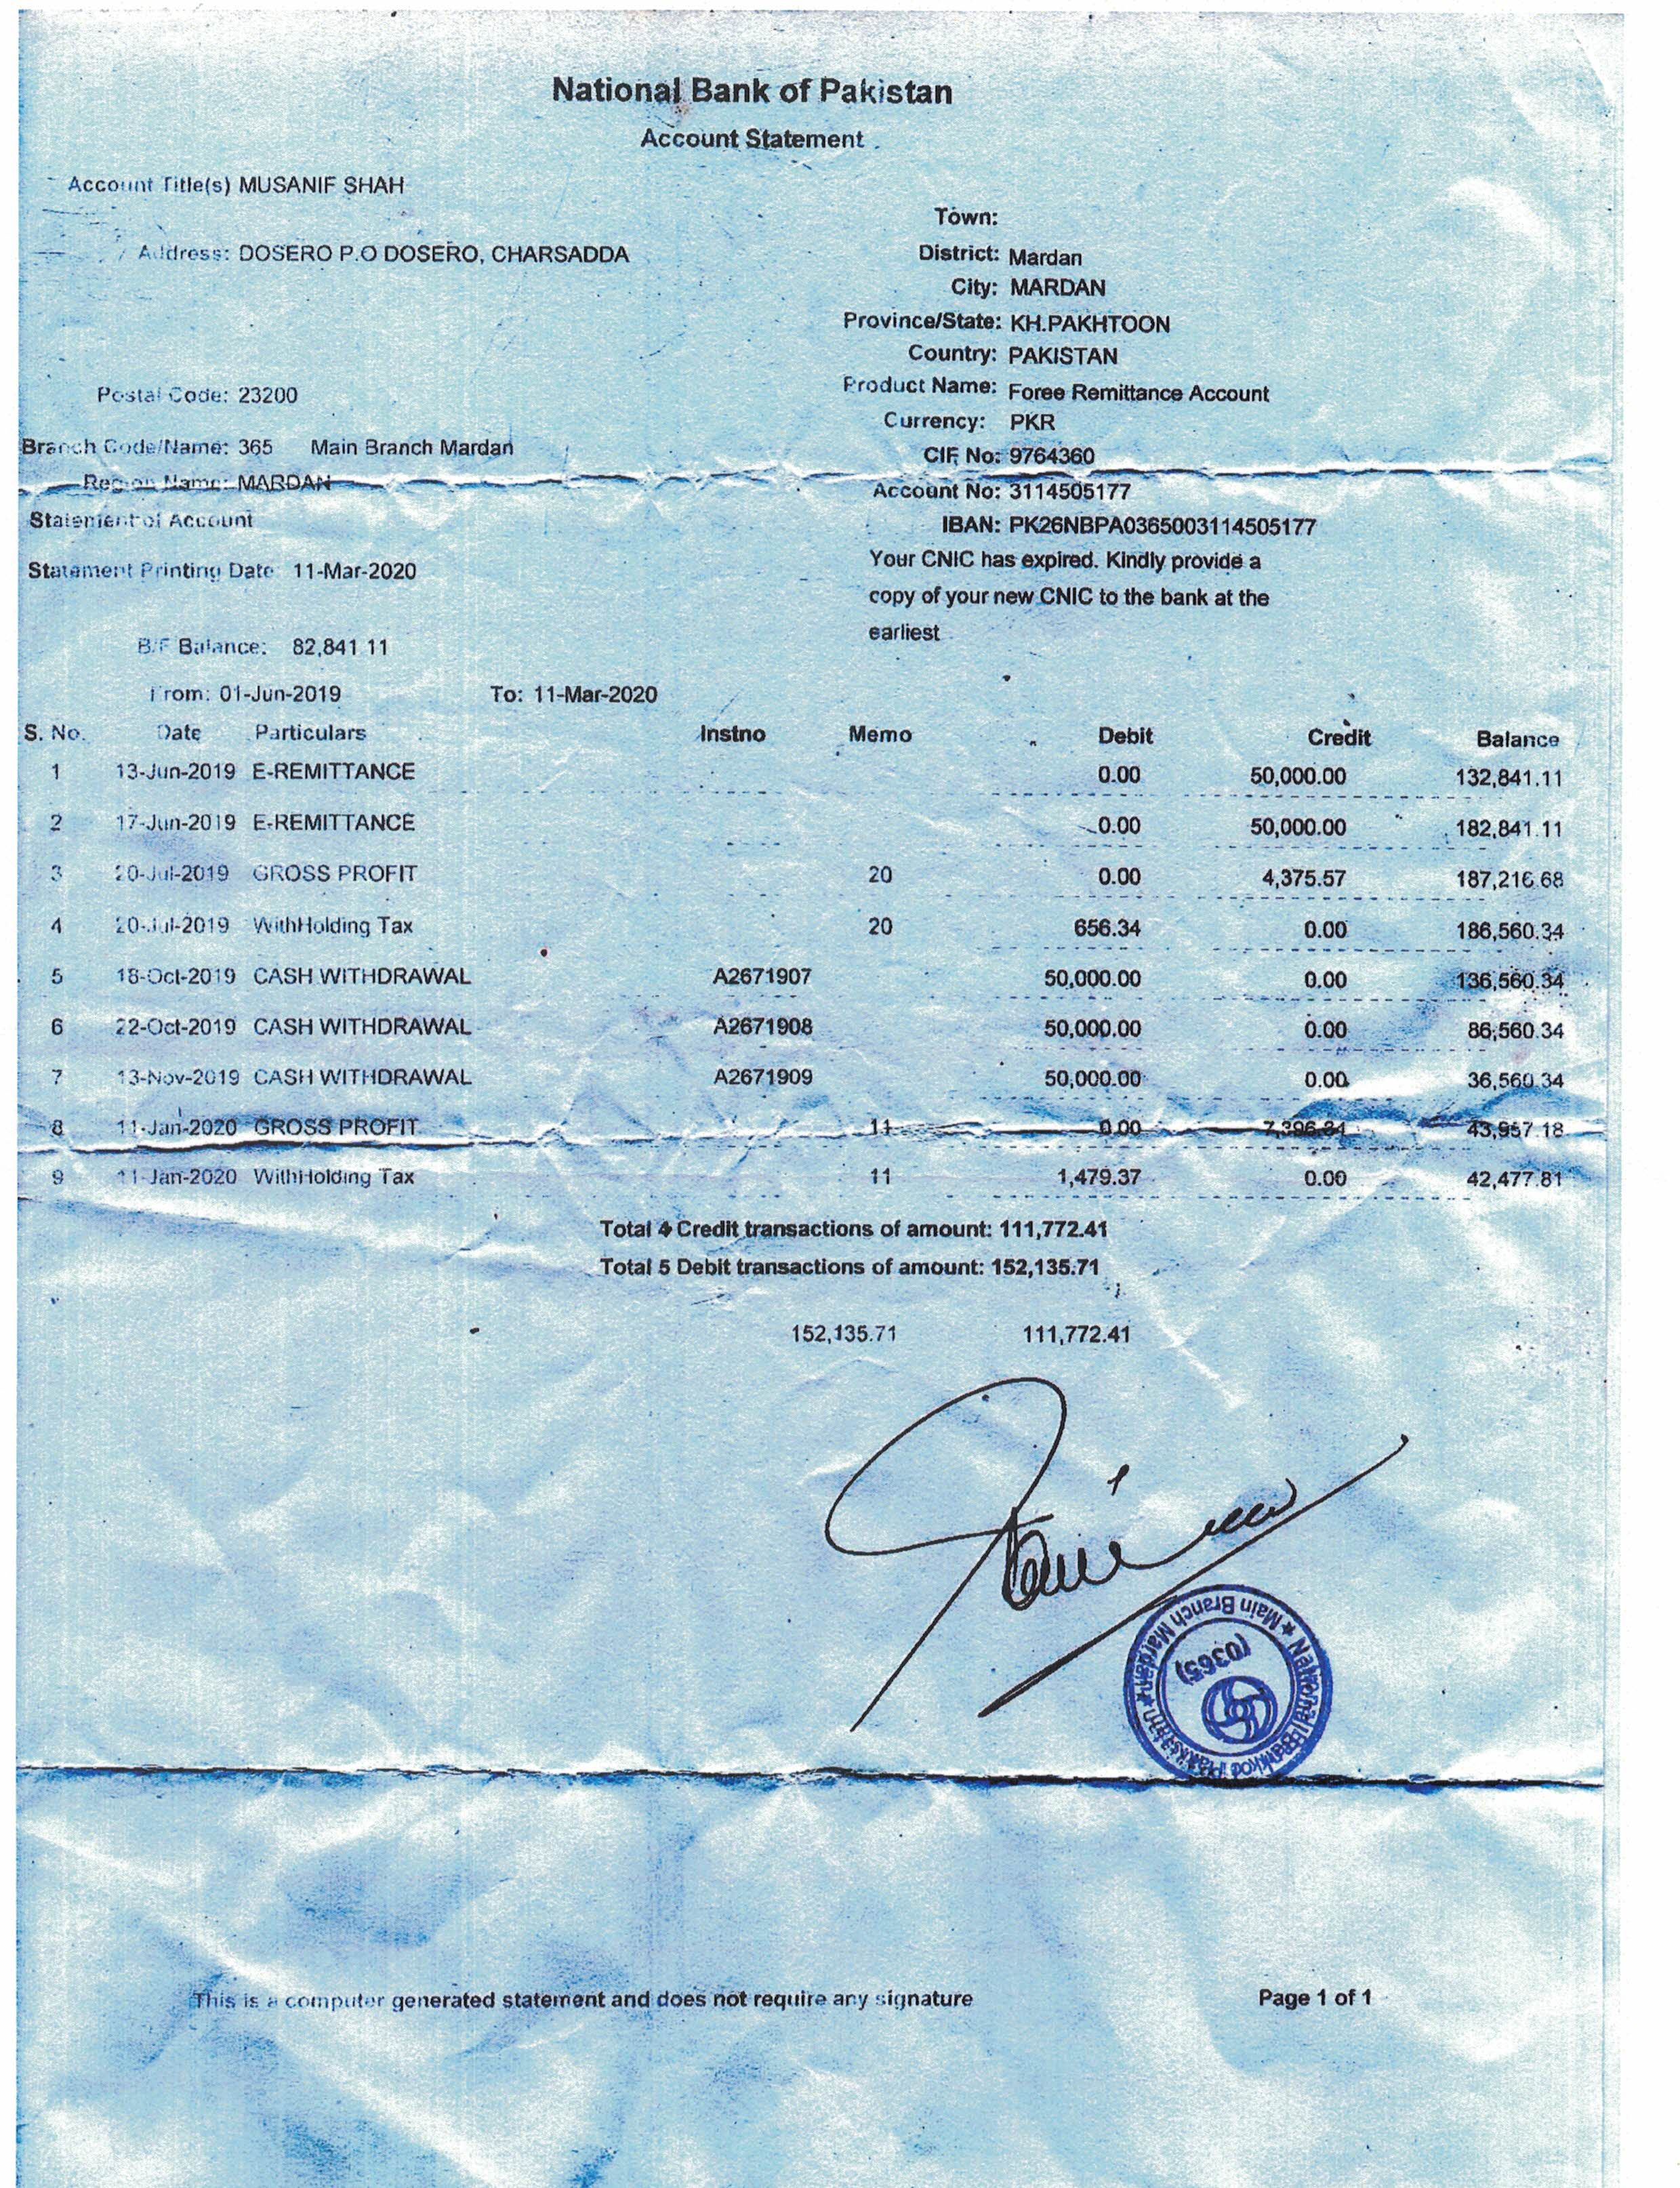 National Bank of Pakistan
Account Statement
Account Title(s) MUSANIF SHAH
Town:
Address: DOSERO P.O DOSERO, CHARSADDA
District: Mardan
City: MARDAN
Province/State: KH.PAKHTOON
Country: PAKISTAN
Postal Code: 23200
Product Name: Foree Remittance Account
Currency: PKR
Branch Code/Name: 365 Main Branch Mardan
CIF No: 9764360
Region Name: MARDAN
Account No: 3114505177
Statement of Account
IBAN: PK26NBPA0365003114505177
Statement Printing Date 11-Mar-2020
Your CNIC has expired. Kindly provide a
copy of your new CNIC to the bank at the
earliest
B/F Balance: 82,841.11
From: 01-Jun-2019 To: 11-Mar-2020
S. No. Date Particulars Instno Memo Debit Credit Balance
1 13-Jun-2019 E-REMITTANCE 0.00 50,000.00 132,841.11
2 17-Jun-2019 E-REMITTANCE 0.00 50,000.00 182,841.11
3 20-Jul-2019 GROSS PROFIT 20 0.00 4,375.57 187,216.68
4 20-Jul-2019 WithHolding Tax 20 656.34 0.00 186,560.34
5 18-Oct-2019 CASH WITHDRAWAL A2671907 50,000.00 0.00 136,560.34
6 22-Oct-2019 CASH WITHDRAWAL A2671908 50,000.00 0.00 86,560.34
7 13-Nov-2019 CASH WITHDRAWAL A2671909 50,000.00 0.00 36,560.34
8 11-Jan-2020 GROSS PROFIT 11 0.00 7,396.84 43,957.18
9 11-Jan-2020 WithHolding Tax 11 1,479.37 0.00 42,477.81
Total 4 Credit transactions of amount: 111,772.41
Total 5 Debit transactions of amount: 152,135.71
152,135.71 111,772.41
National Bank of Pakistan
★ Main Branch Mardan ★
(0365)
This is a computer generated statement and does not require any signature
Page 1 of 1